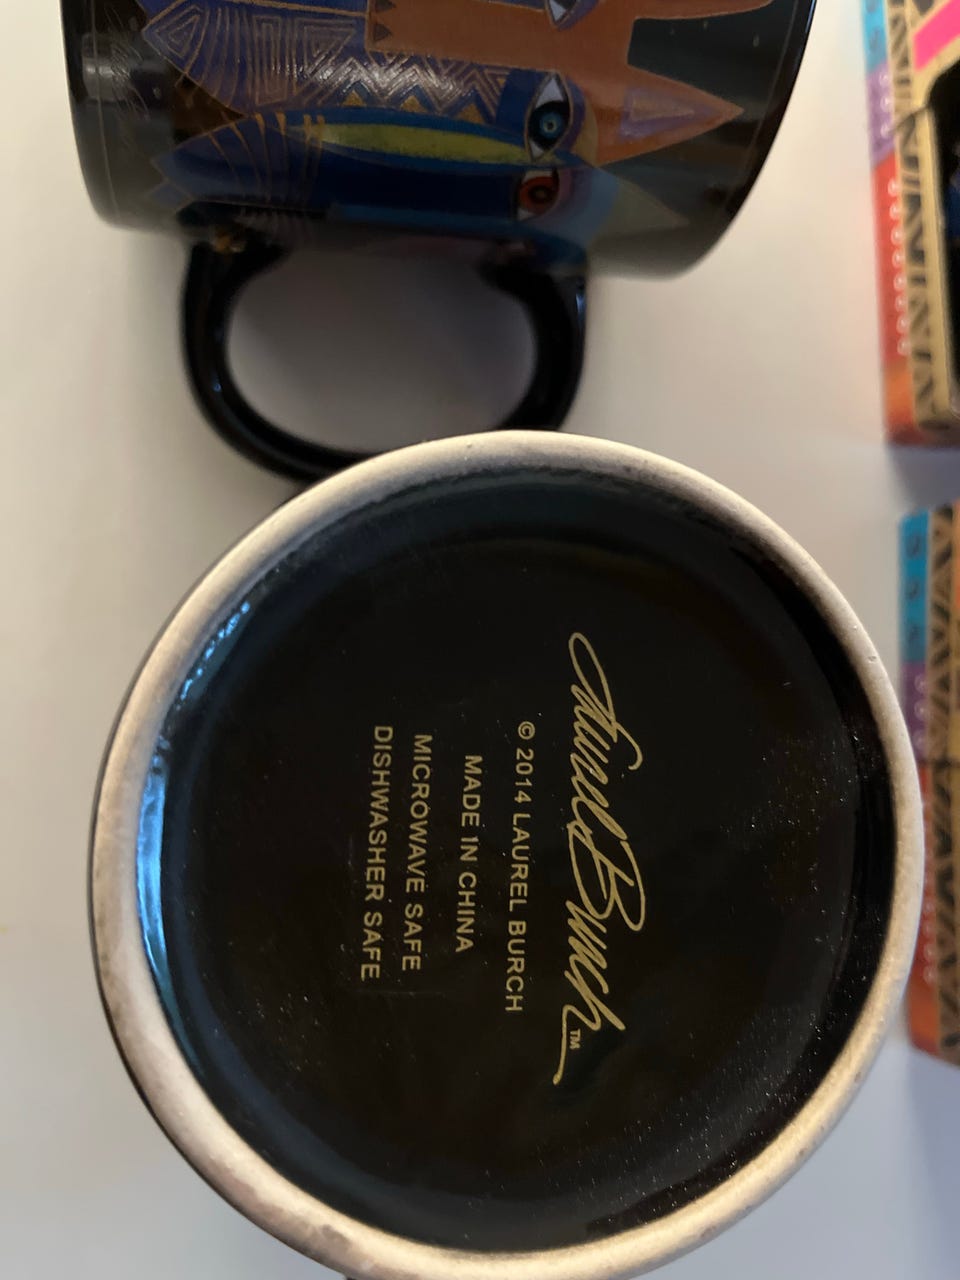 Laurel Burch™
© 2014 LAUREL BURCH
MADE IN CHINA
MICROWAVE SAFE
DISHWASHER SAFE